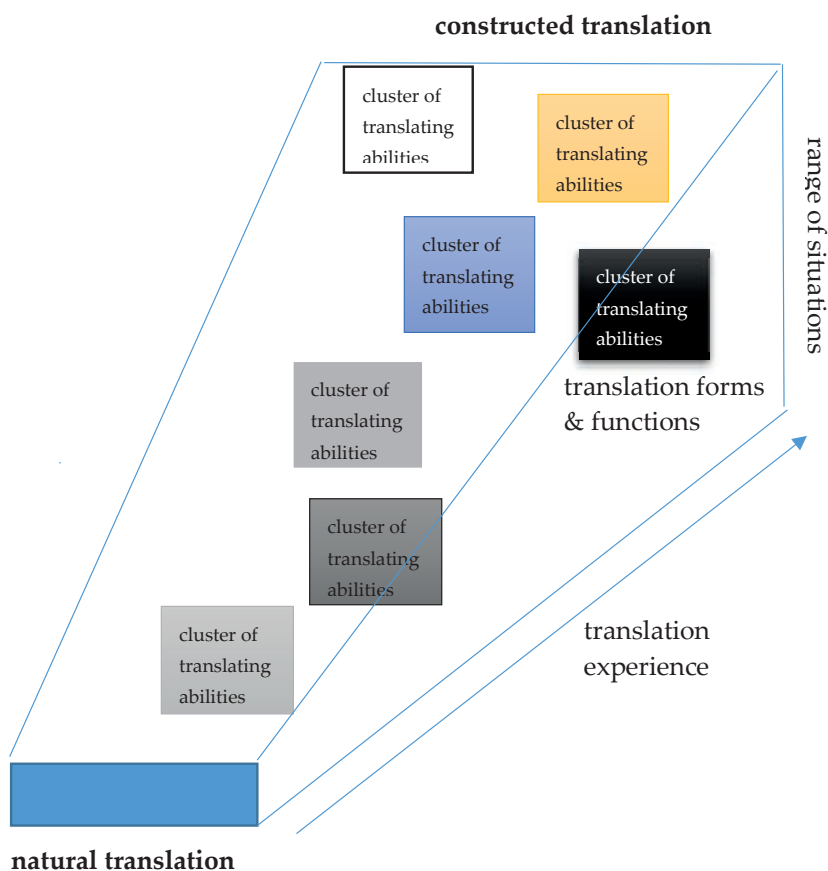 constructed translation
cluster of
translating
abilities
cluster of
translating
abilities
range of situations
cluster of
translating
abilities
cluster of
translating
abilities
translation forms
& functions
cluster of
translating
abilities
cluster of
translating
abilities
cluster of
translating
abilities
translation
experience
natural translation